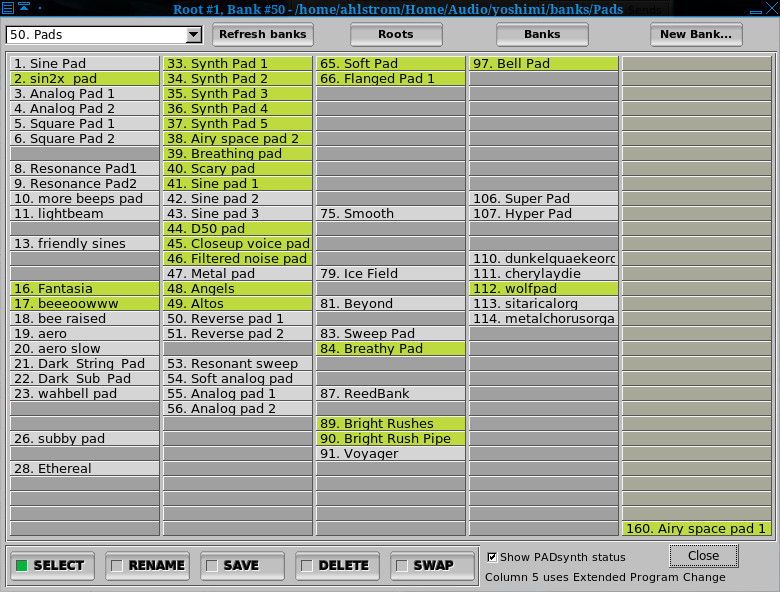 Root #1, Bank #50 - /home/ahlstrom/Home/Audio/yoshimi/banks/Pads
50. Pads
Refresh banks
Roots
Banks
New Bank...
1. Sine Pad
2. sin2x_pad
3. Analog Pad 1
4. Analog Pad 2
5. Square Pad 1
6. Square Pad 2
8. Resonance Pad1
9. Resonance Pad2
10. more beeps pad
11. lightbeam
13. friendly sines
16. Fantasia
17. beeeoowww
18. bee raised
19. aero
20. aero slow
21. Dark_String_Pad
22. Dark_Sub_Pad
23. wahbell pad
26. subby pad
28. Ethereal
33. Synth Pad 1
34. Synth Pad 2
35. Synth Pad 3
36. Synth Pad 4
37. Synth Pad 5
38. Airy space pad 2
39. Breathing pad
40. Scary pad
41. Sine pad 1
42. Sine pad 2
43. Sine pad 3
44. D50 pad
45. Closeup voice pad
46. Filtered noise pad
47. Metal pad
48. Angels
49. Altos
50. Reverse pad 1
51. Reverse pad 2
53. Resonant sweep
54. Soft analog pad
55. Analog pad 1
56. Analog pad 2
65. Soft Pad
66. Flanged Pad 1
75. Smooth
79. Ice Field
81. Beyond
83. Sweep Pad
84. Breathy Pad
87. ReedBank
89. Bright Rushes
90. Bright Rush Pipe
91. Voyager
97. Bell Pad
106. Super Pad
107. Hyper Pad
110. dunkelquaekeorc
111. cherylaydie
112. wolfpad
113. sitaricalorg
114. metalchorusorga
160. Airy space pad 1
SELECT
RENAME
SAVE
DELETE
SWAP
Show PADsynth status
Close
Column 5 uses Extended Program Change